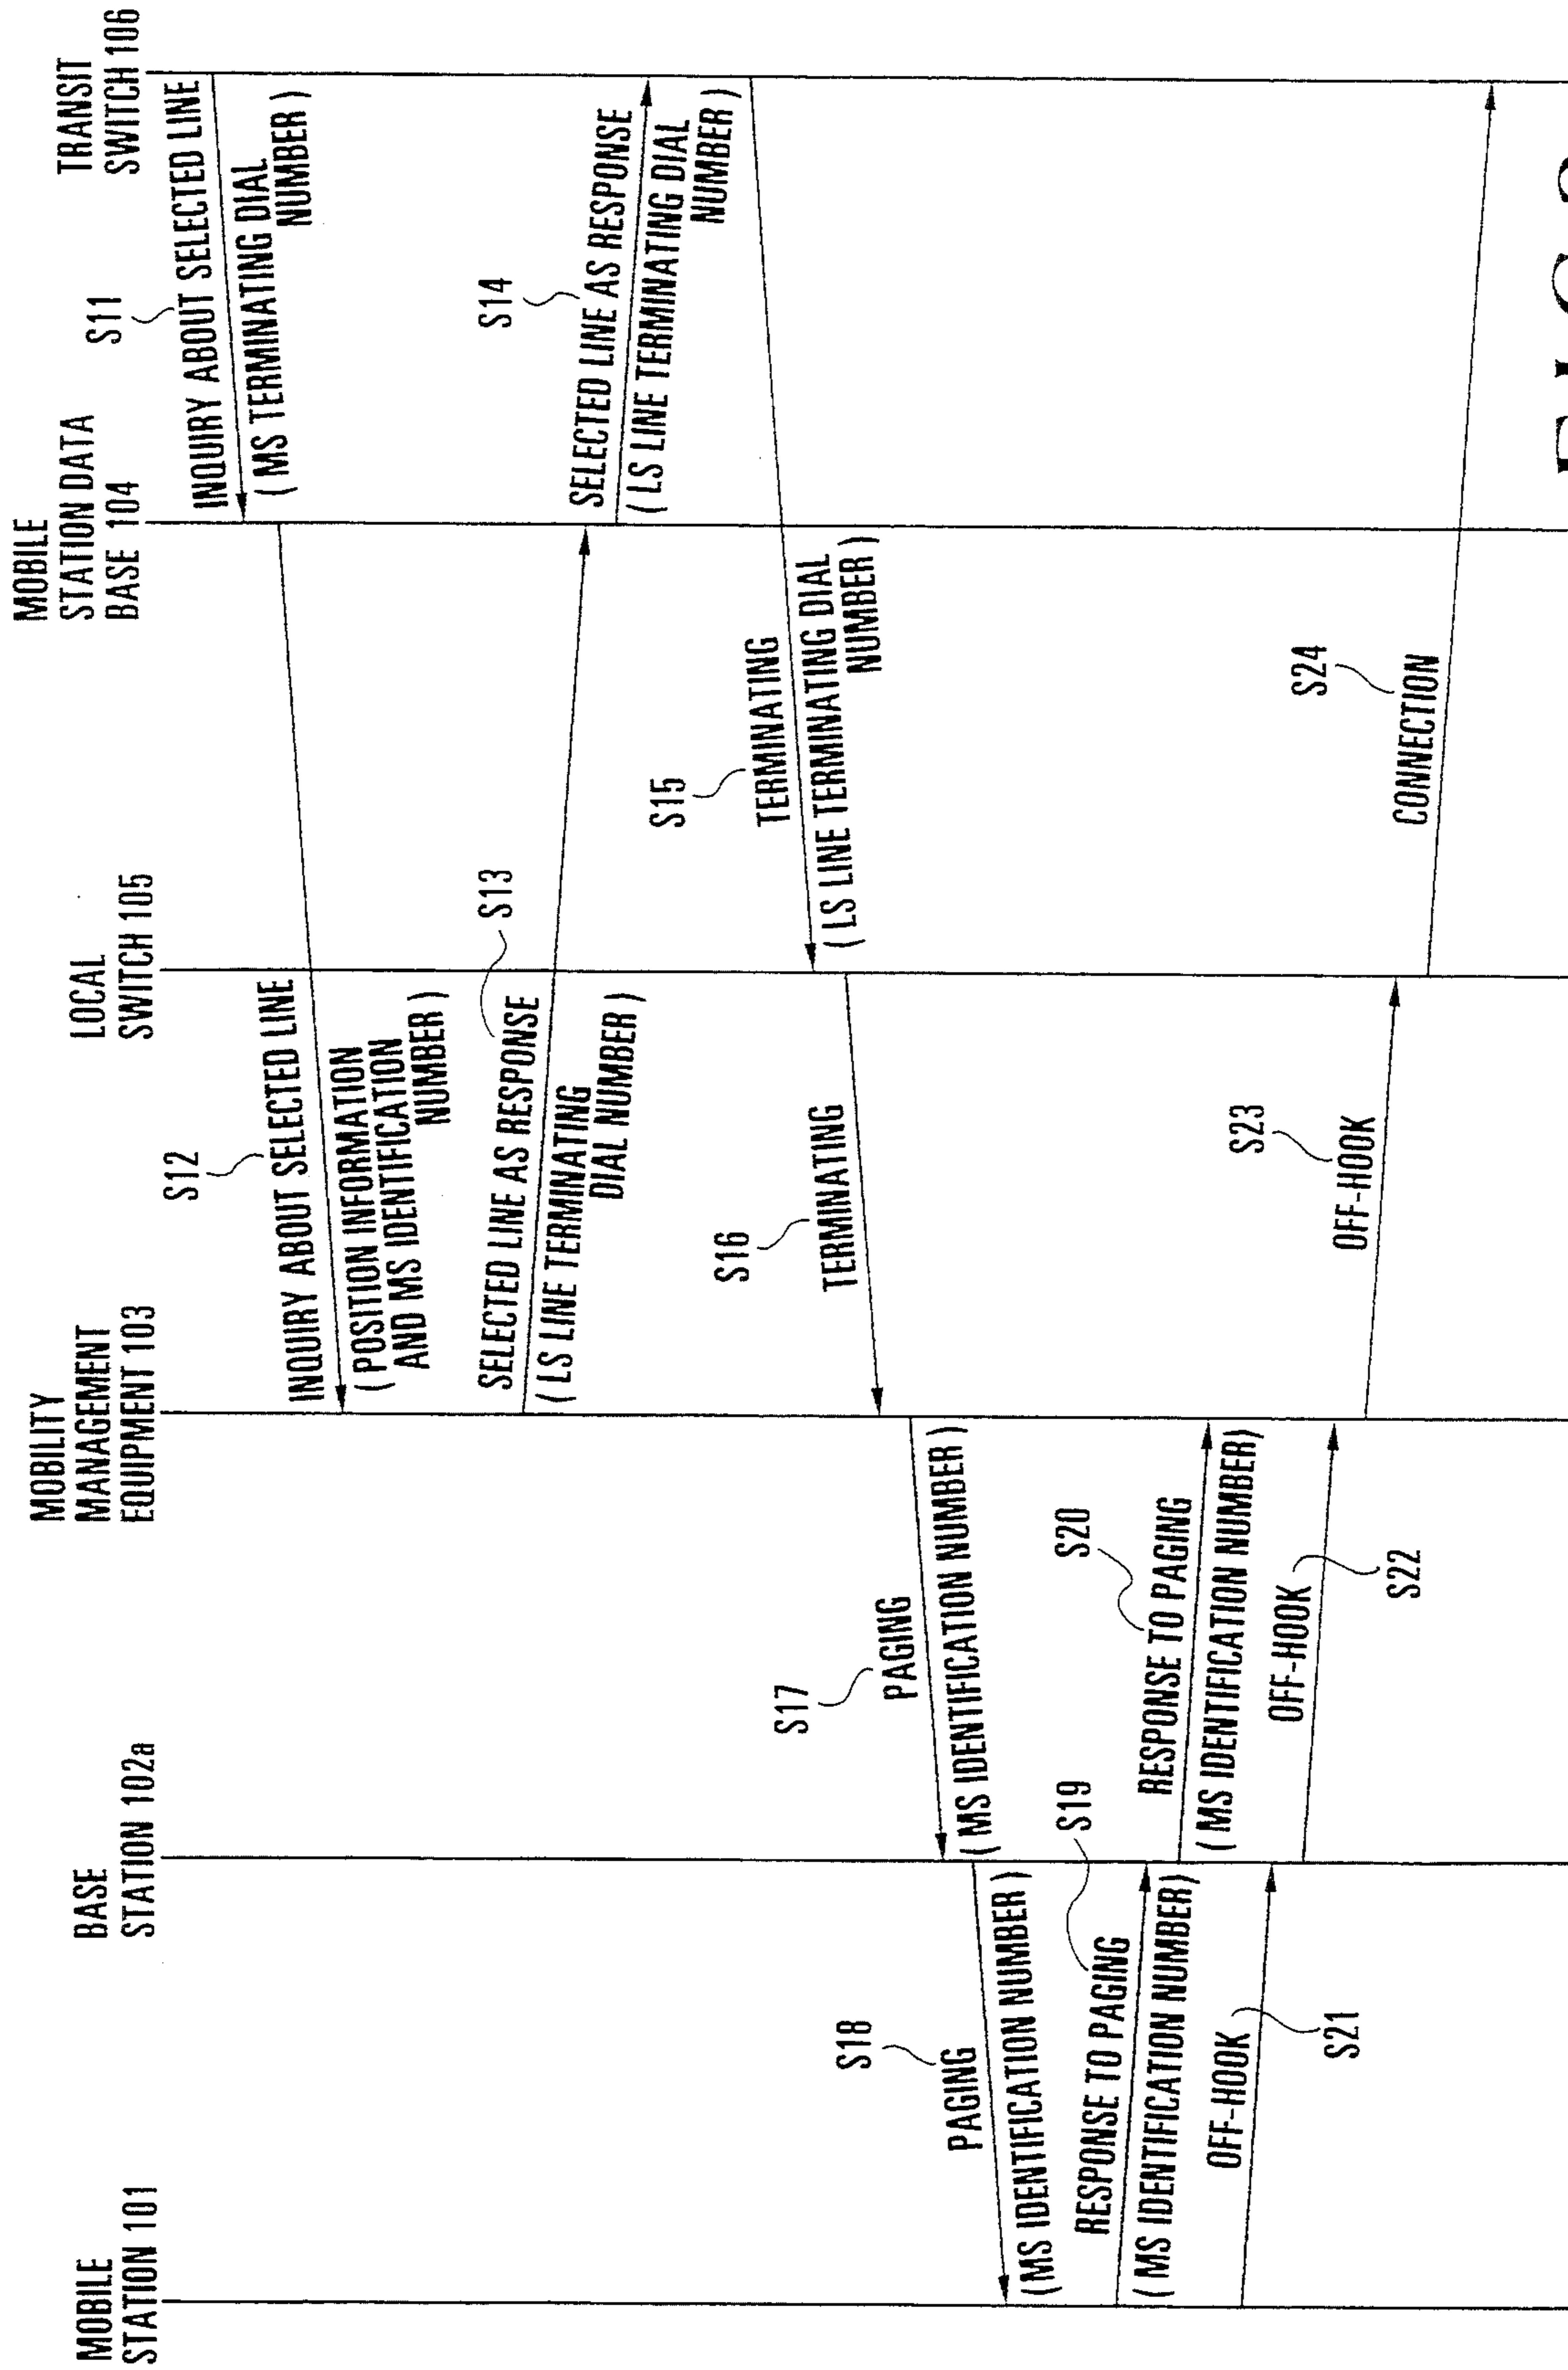 MOBILE
STATION 101
BASE
STATION 102a
MOBILITY
MANAGEMENT
EQUIPMENT 103
LOCAL
SWITCH 105
MOBILE
STATION DATA
BASE 104
TRANSIT
SWITCH 106
S11
INQUIRY ABOUT SELECTED LINE
( MS TERMINATING DIAL
NUMBER )
S12
INQUIRY ABOUT SELECTED LINE
( POSITION INFORMATION
AND MS IDENTIFICATION
NUMBER )
S13
SELECTED LINE AS RESPONSE
( LS LINE TERMINATING
DIAL NUMBER )
S14
SELECTED LINE AS RESPONSE
( LS LINE TERMINATING DIAL
NUMBER )
S15
TERMINATING
( LS LINE TERMINATING DIAL
NUMBER )
S16
TERMINATING
S17
PAGING
( MS IDENTIFICATION NUMBER )
S18
PAGING
(MS IDENTIFICATION NUMBER )
S19
RESPONSE TO PAGING
( MS IDENTIFICATION NUMBER)
S20
RESPONSE TO PAGING
( MS IDENTIFICATION NUMBER)
OFF-HOOK
S21
OFF-HOOK
S22
S23
OFF-HOOK
S24
CONNECTION